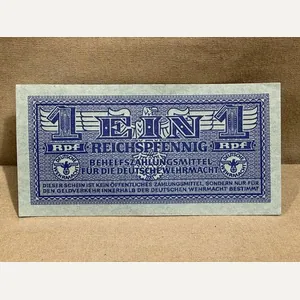 1 EIN 1
RPf REICHSPFENNIG RPf
BEHELFSZAHLUNGSMITTEL
FÜR DIE DEUTSCHE WEHRMACHT
DIESER SCHEIN IST KEIN ÖFFENTLICHES ZAHLUNGSMITTEL, SONDERN NUR FÜR
DEN GELDVERKEHR INNERHALB DER DEUTSCHEN WEHRMACHT BESTIMMT